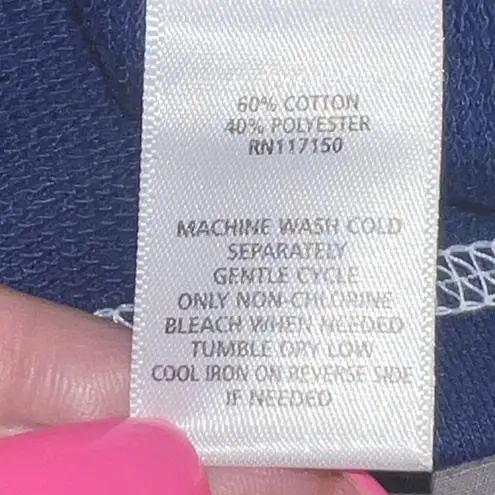 60% COTTON
40% POLYESTER
RN117150
MACHINE WASH COLD
SEPARATELY
GENTLE CYCLE
ONLY NON-CHLORINE
BLEACH WHEN NEEDED
TUMBLE DRY LOW
COOL IRON ON REVERSE SIDE
IF NEEDED